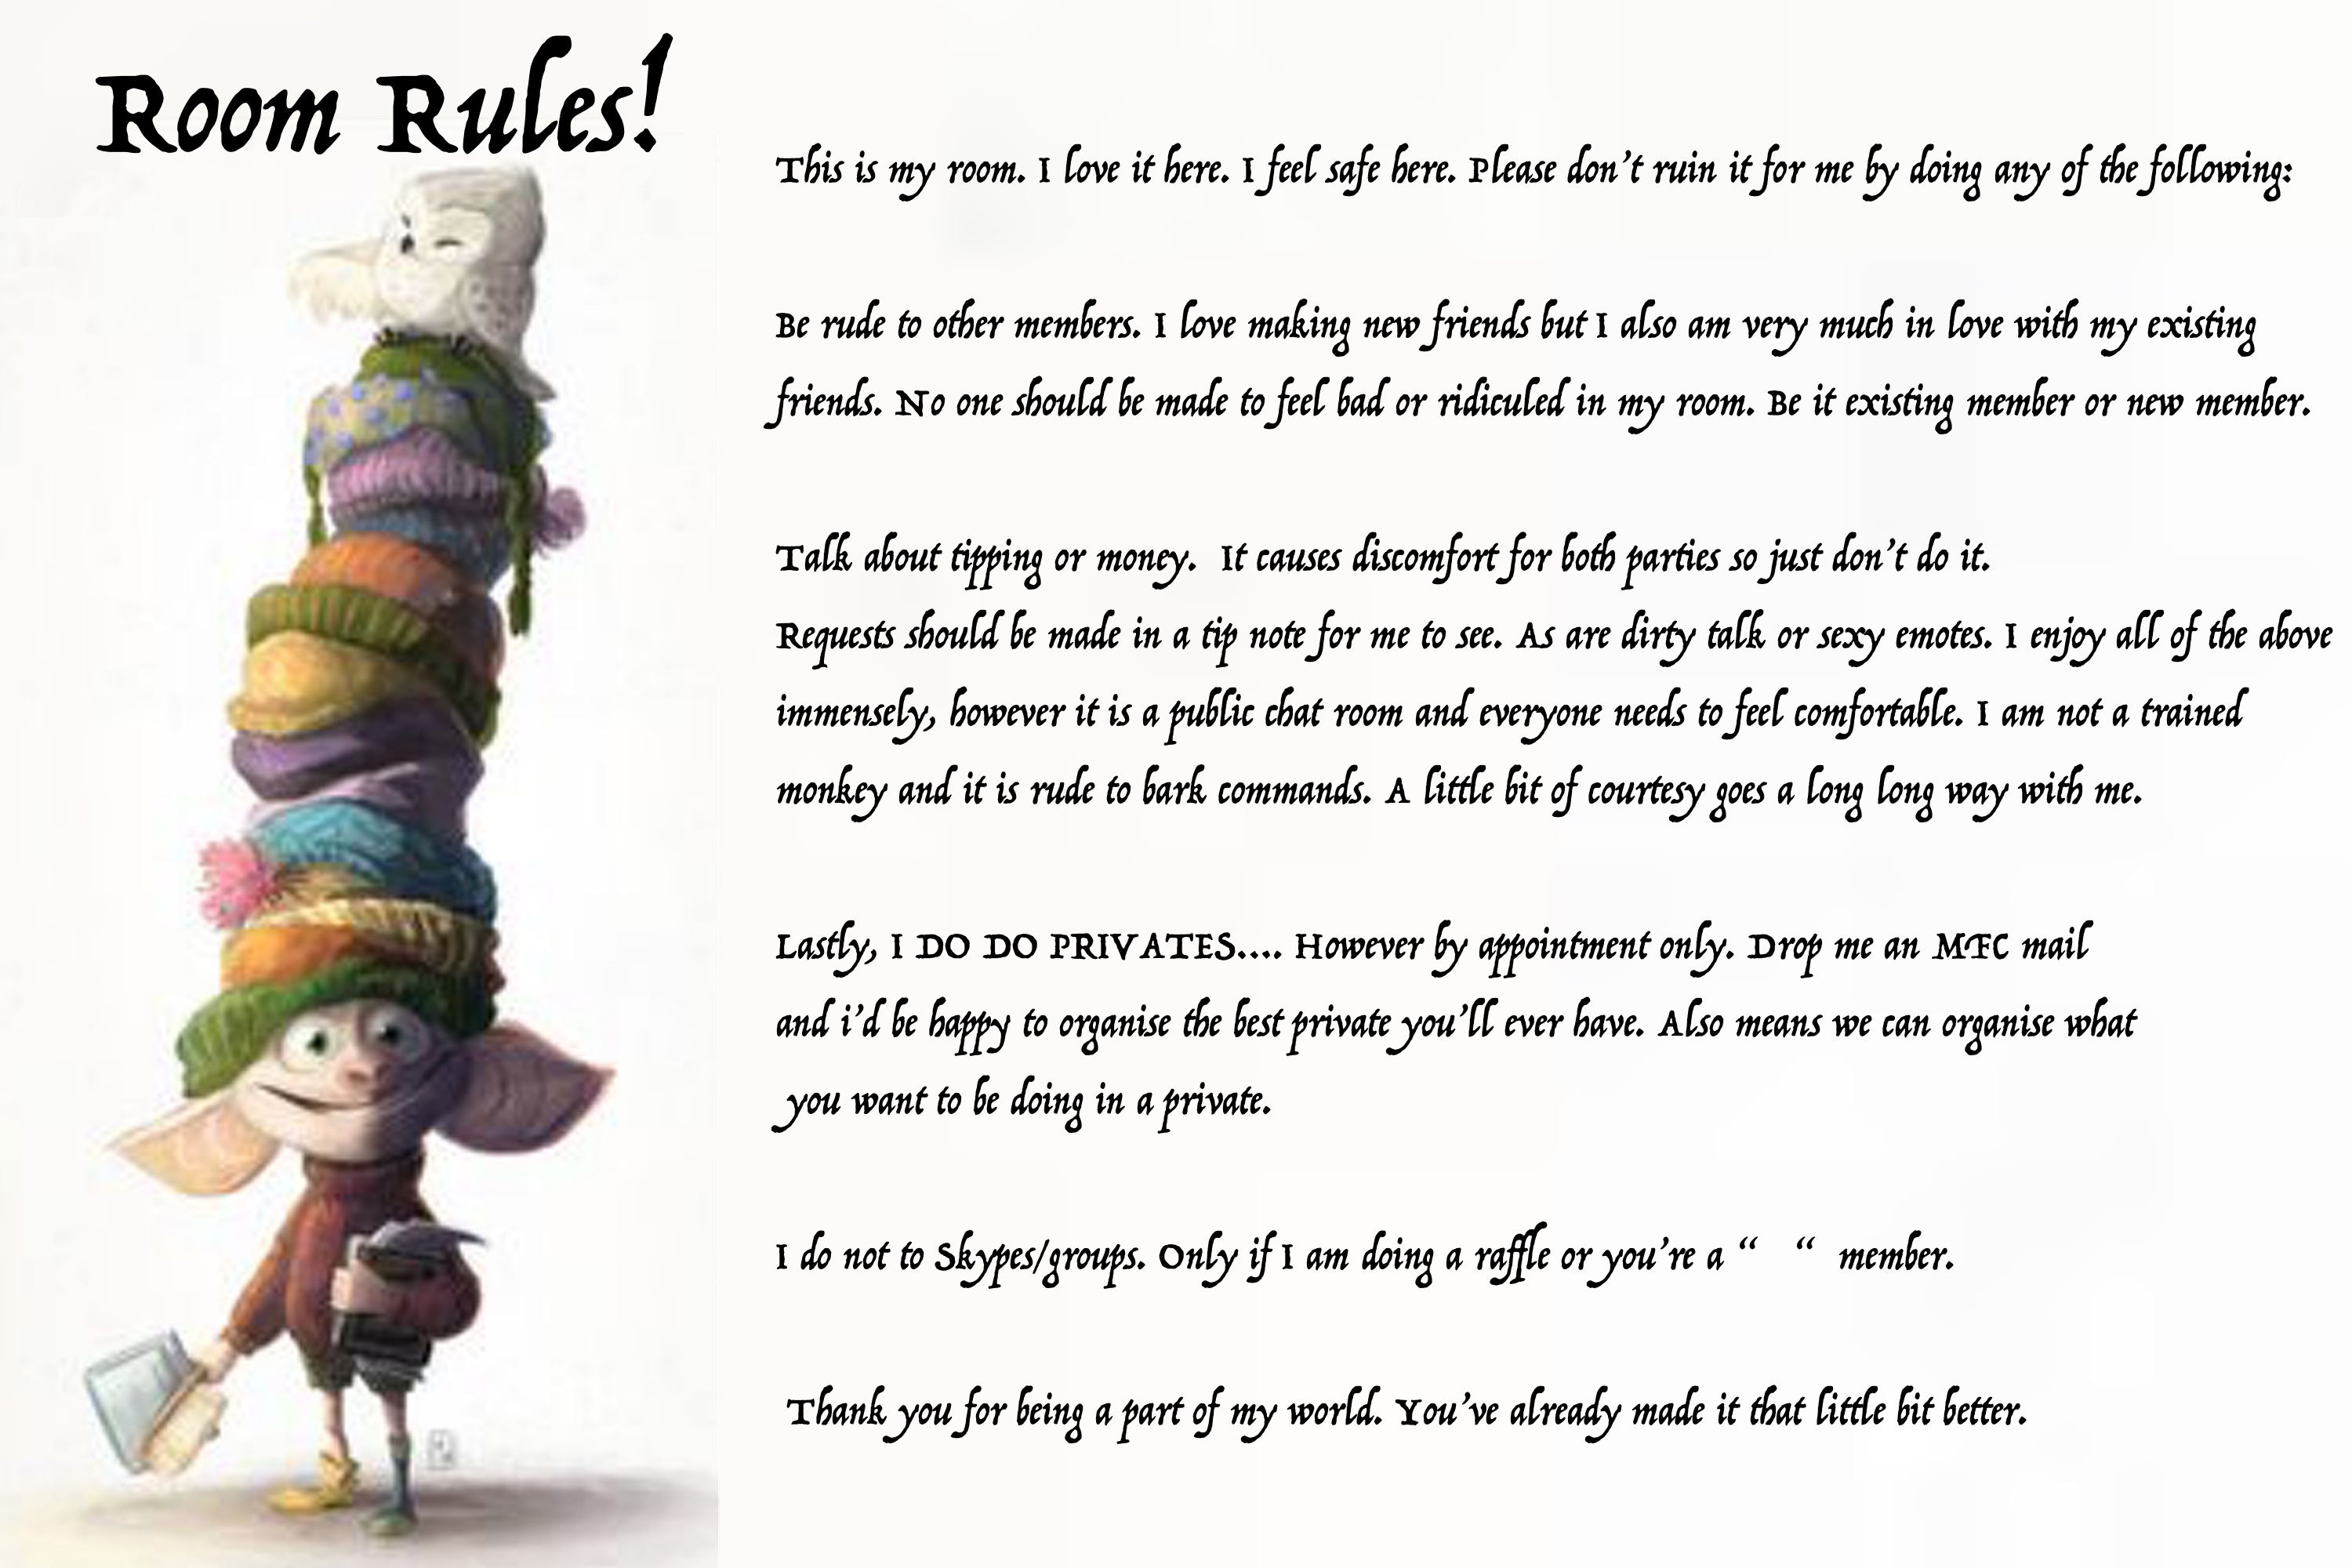 Room Rules!
This is my room. I love it here. I feel safe here. Please don't ruin it for me by doing any of the following:
Be rude to other members. I love making new friends but I also am very much in love with my existing
friends. No one should be made to feel bad or ridiculed in my room. Be it existing member or new member.
Talk about tipping or money.  It causes discomfort for both parties so just don't do it.
Requests should be made in a tip note for me to see. As are dirty talk or sexy emotes. I enjoy all of the above
immensely, however it is a public chat room and everyone needs to feel comfortable. I am not a trained
monkey and it is rude to bark commands. A little bit of courtesy goes a long long way with me.
Lastly, I DO DO PRIVATES.... However by appointment only. Drop me an MFC mail
and i'd be happy to organise the best private you'll ever have. Also means we can organise what
you want to be doing in a private.
I do not to Skypes/groups. Only if I am doing a raffle or you're a “   “  member.
Thank you for being a part of my world. You've already made it that little bit better.